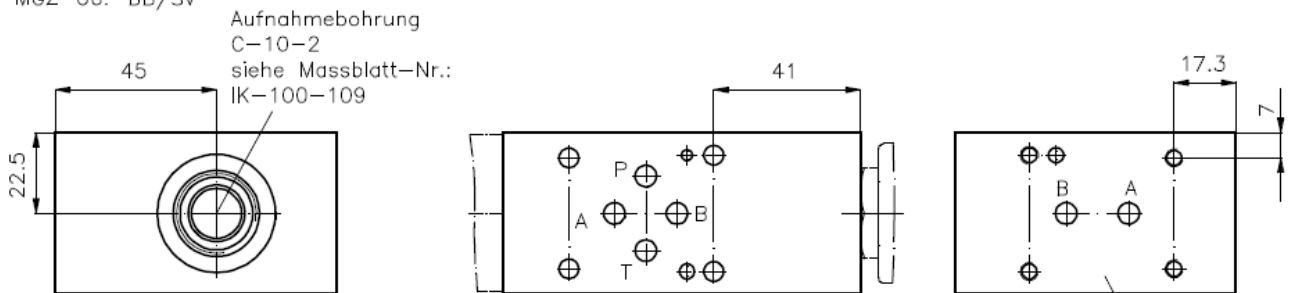 Aufnahmebohrung
C-10-2
siehe Massblatt-Nr.:
IK-100-109
45
22.5
41
P
A
B
T
17.3
7
B
A